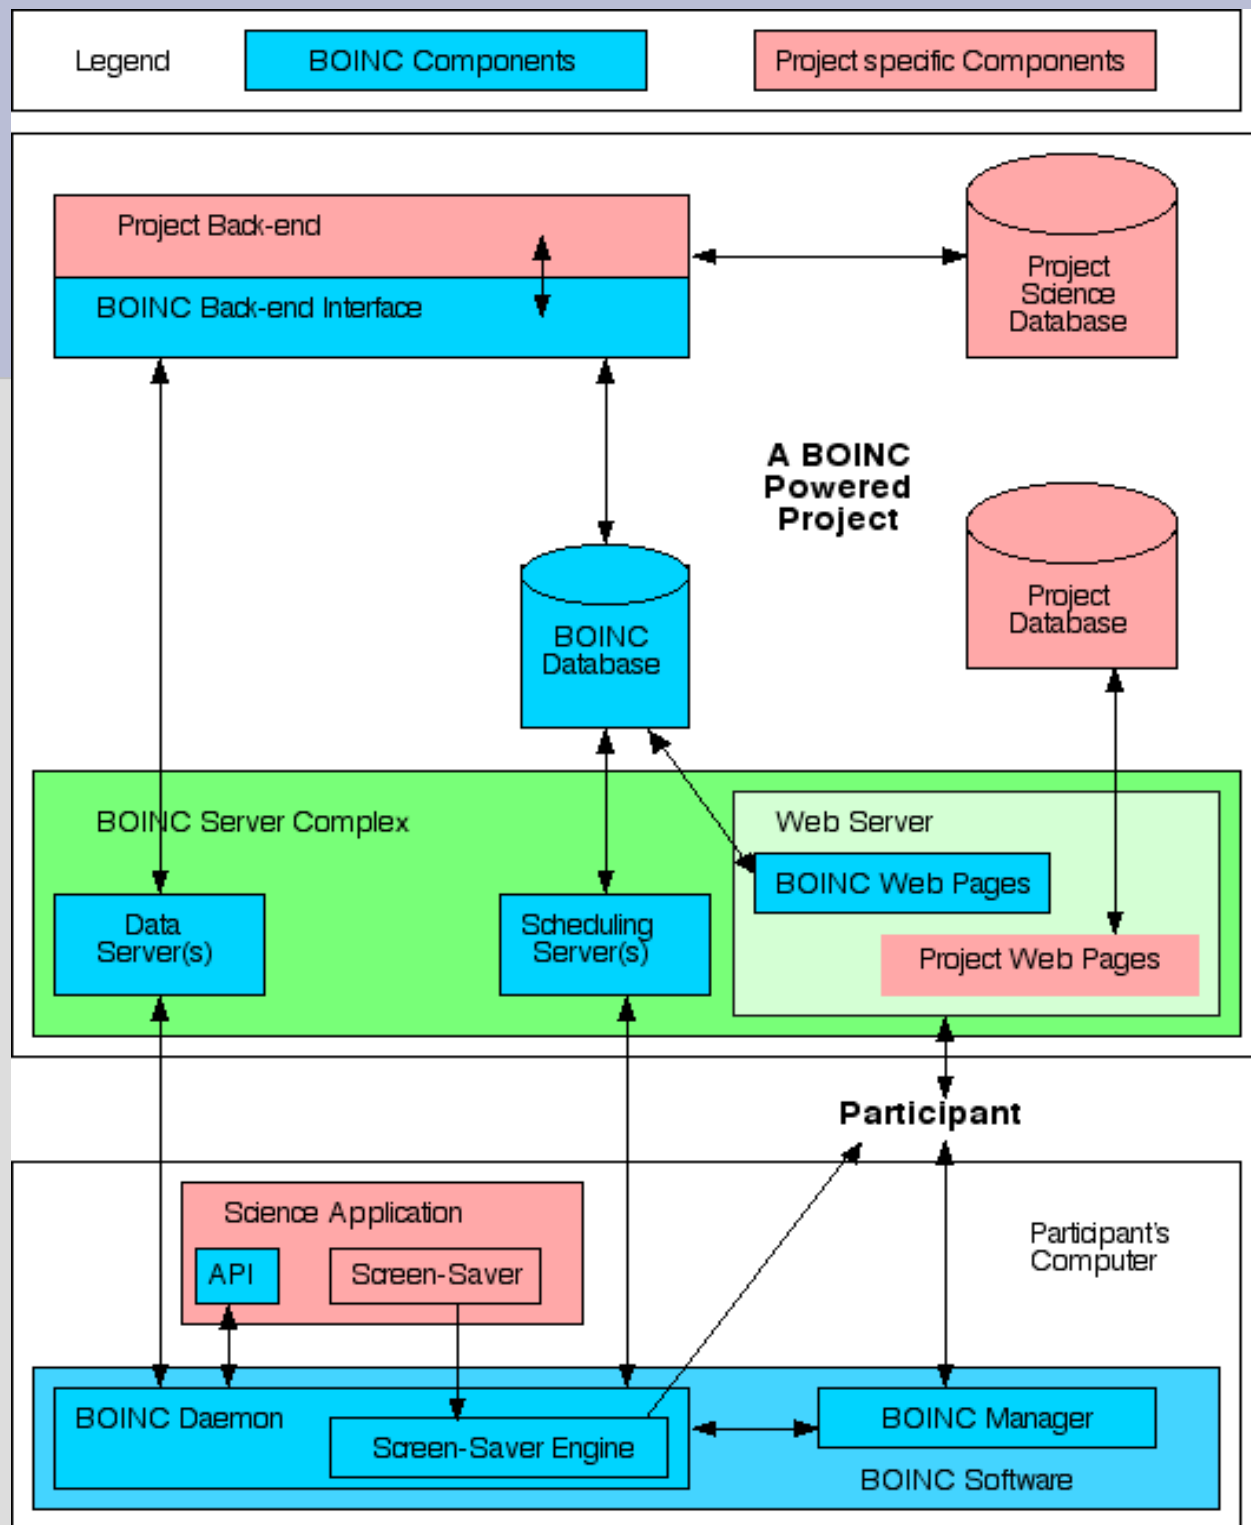 Legend
BOINC Components
Project specific Components
Project Back-end
BOINC Back-end Interface
Project
Science
Database
A BOINC
Powered
Project
BOINC
Database
Project
Database
BOINC Server Complex
Web Server
BOINC Web Pages
Data
Server(s)
Scheduling
Server(s)
Project Web Pages
Participant
Science Application
API
Screen-Saver
Participant's
Computer
BOINC Daemon
Screen-Saver Engine
BOINC Manager
BOINC Software